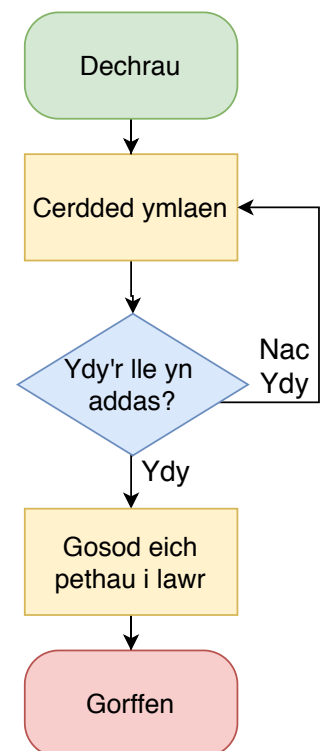 Dechrau
Cerdded ymlaen
Ydy'r lle yn
addas?
Nac
Ydy
Ydy
Gosod eich
pethau i lawr
Gorffen